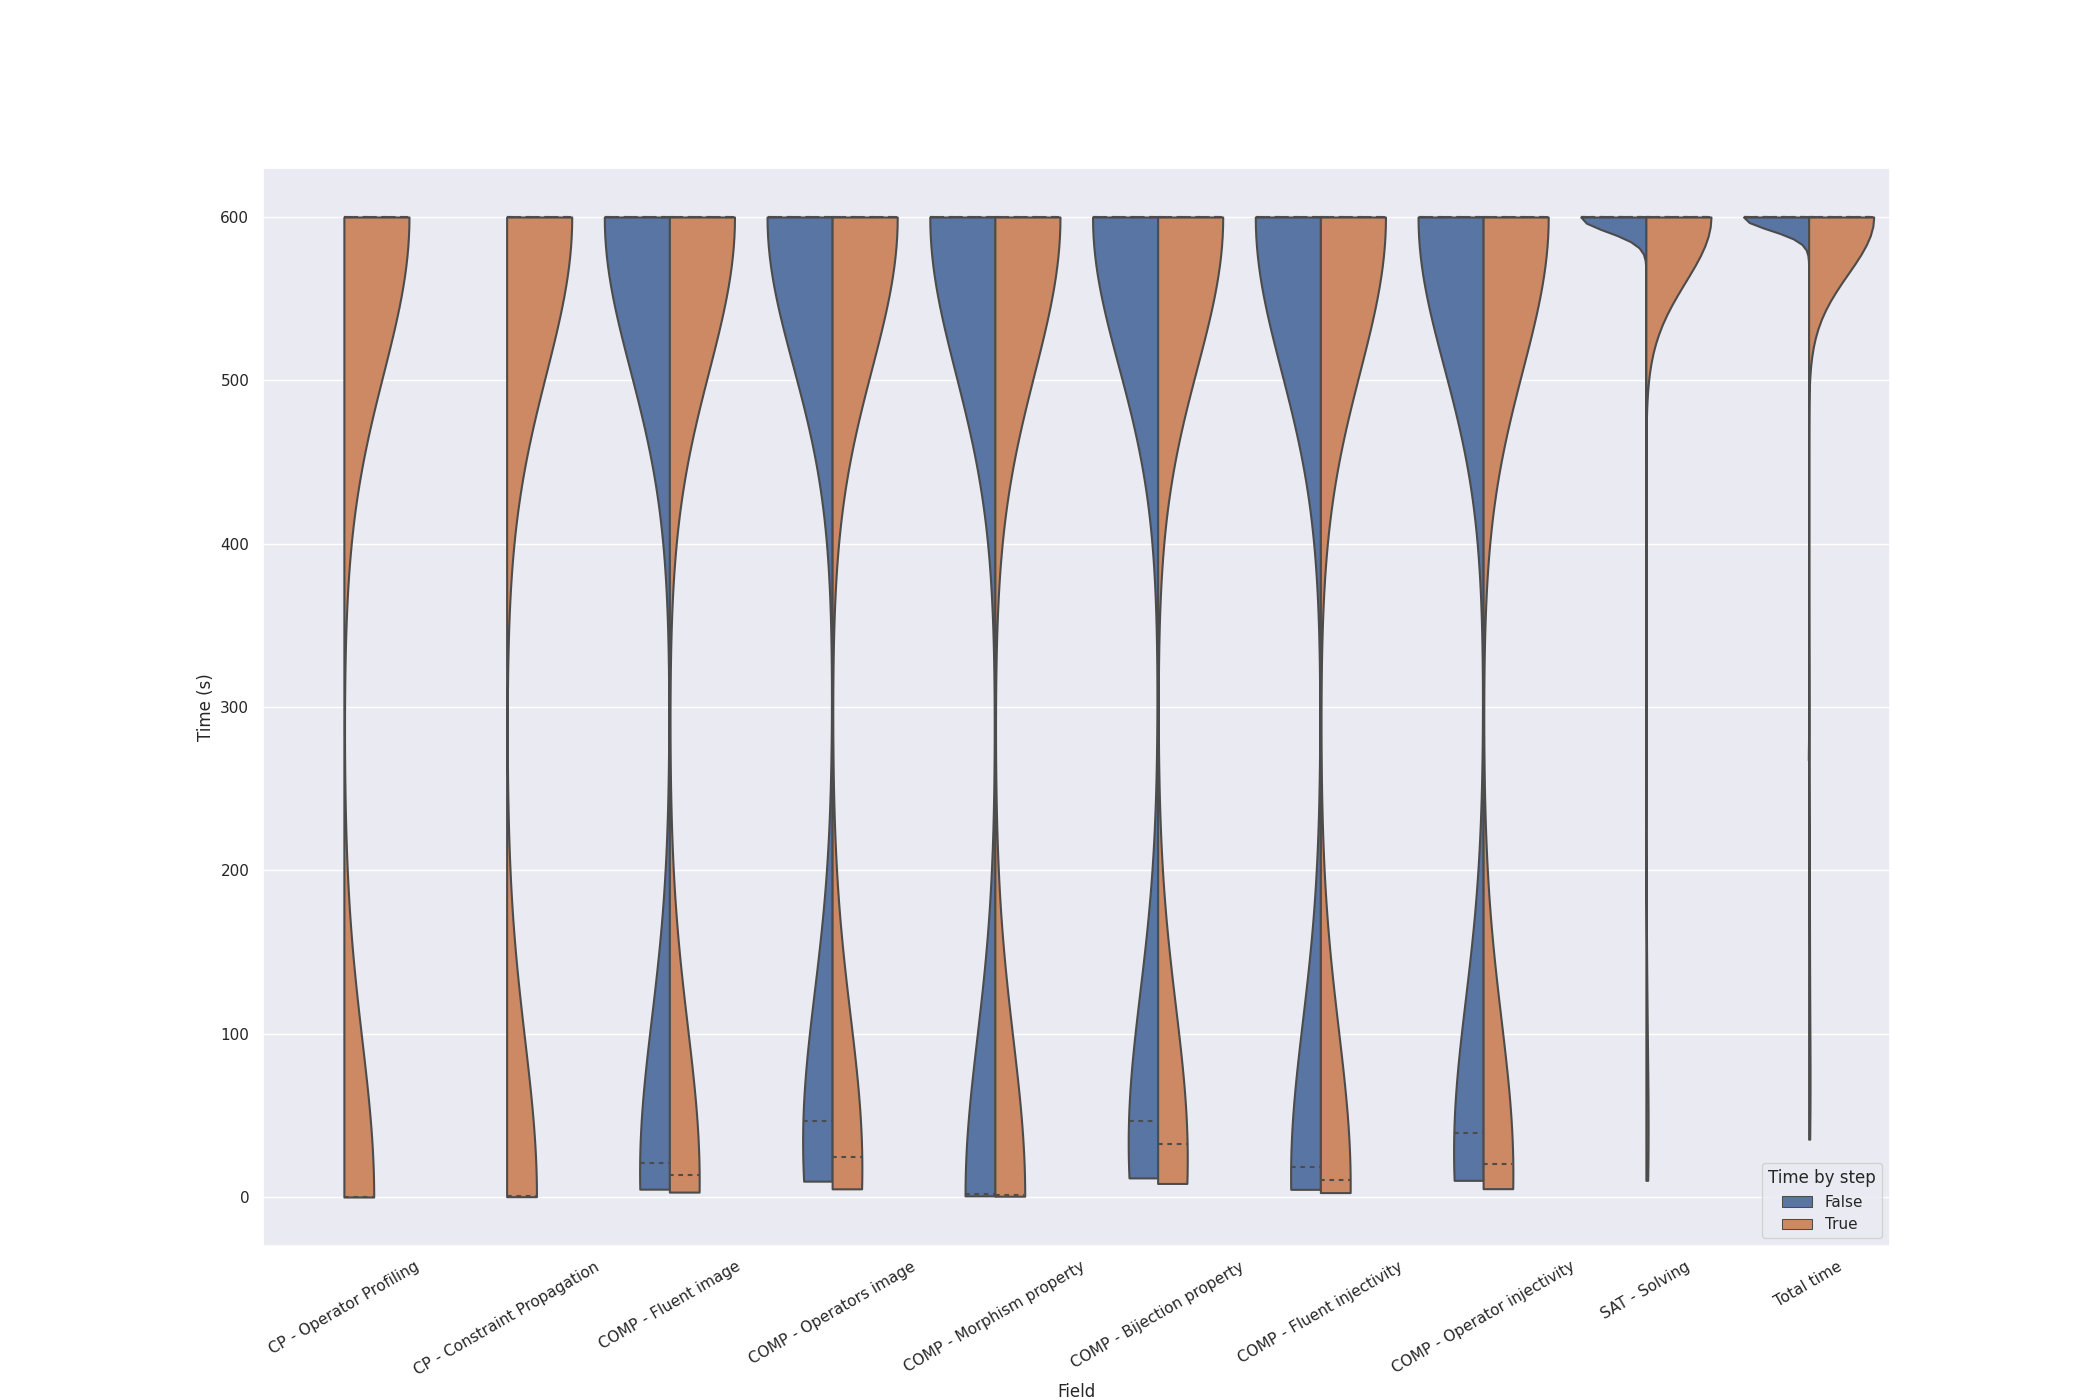 600
500
400
300
200
100
0
Time (s)
Time by step
False
True
CP - Operator Profiling
CP - Constraint Propagation
COMP - Fluent image
COMP - Operators image
COMP - Morphism property
COMP - Bijection property
COMP - Fluent injectivity
COMP - Operator injectivity
SAT - Solving
Total time
Field